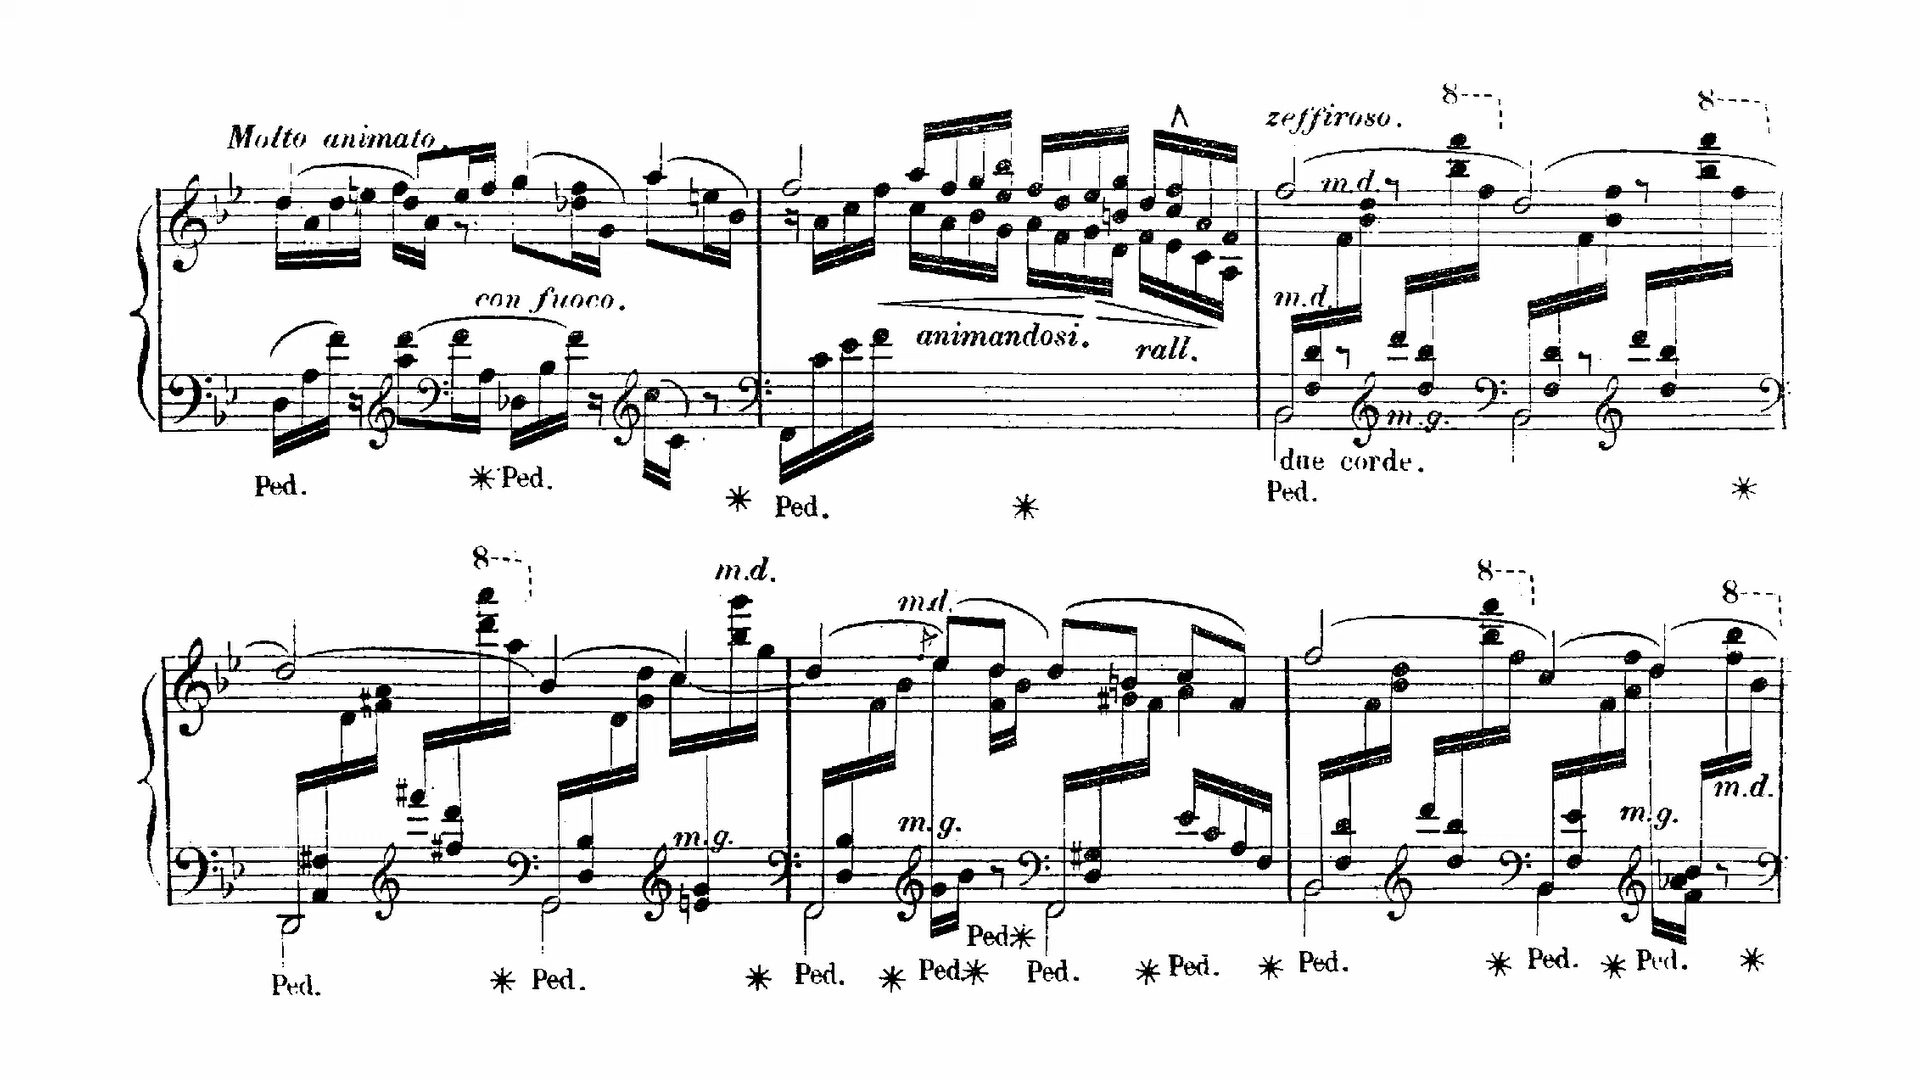 Molto animato.
zeffiroso.
8
8
m.d.
con fuoco.
animandosi.
rall.
m.d.
m.g.
due corde.
Ped.
Ped.
Ped.
Ped.
8
m.d.
m.d.
8
8
m.g.
m.g.
m.g.
m.d.
Ped.
Ped.
Ped.
Ped.
Ped.
Ped.
Ped.
Ped.
Ped.
Ped.